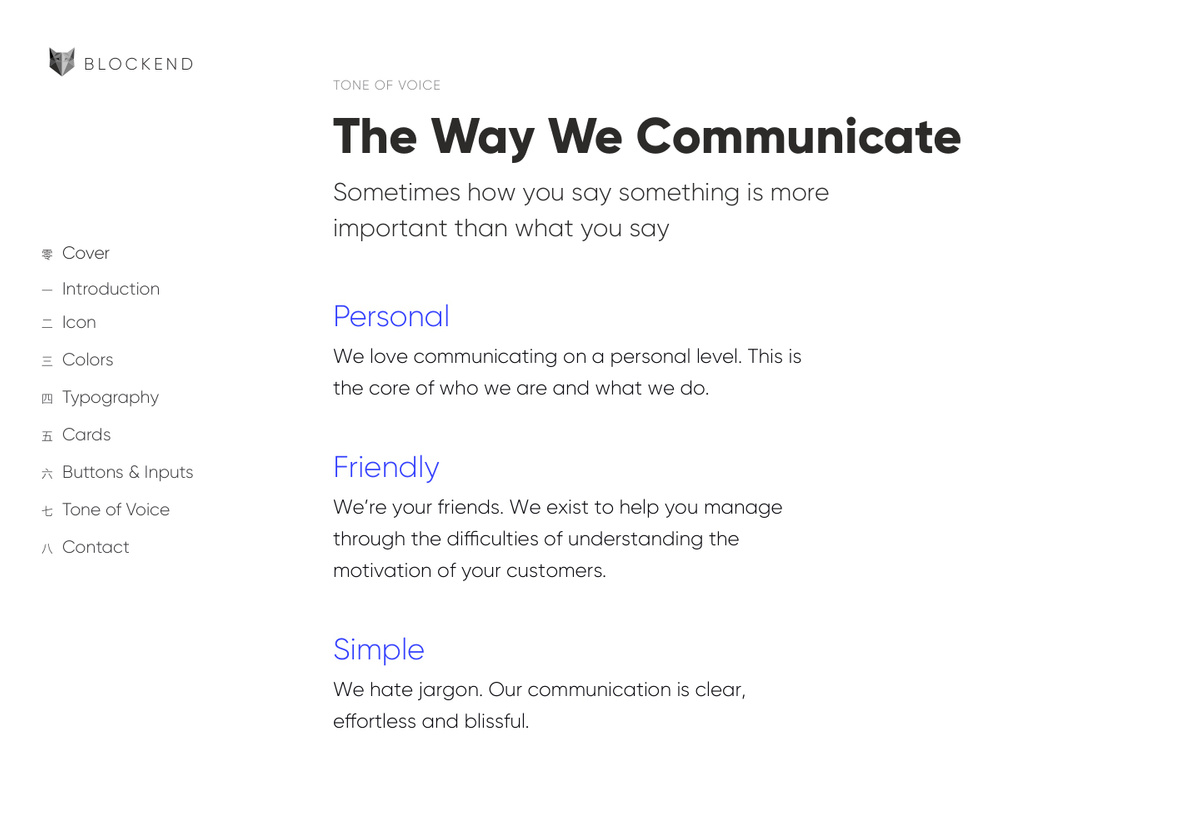 BLOCKEND
零 Cover
一 Introduction
二 Icon
三 Colors
四 Typography
五 Cards
六 Buttons & Inputs
七 Tone of Voice
八 Contact
TONE OF VOICE
The Way We Communicate
Sometimes how you say something is more
important than what you say
Personal
We love communicating on a personal level. This is
the core of who we are and what we do.
Friendly
We’re your friends. We exist to help you manage
through the difficulties of understanding the
motivation of your customers.
Simple
We hate jargon. Our communication is clear,
effortless and blissful.